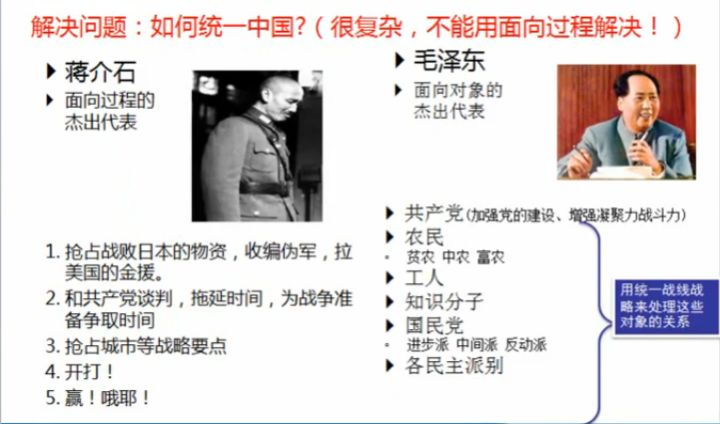 解决问题：如何统一中国？（很复杂，不能用面向过程解决！）
蒋介石
面向过程的
杰出代表
1. 抢占战败日本的物资，收编伪军，拉
美国的金援。
2. 和共产党谈判，拖延时间，为战争准
备争取时间
3. 抢占城市等战略要点
4. 开打！
5. 赢！哦耶！
毛泽东
面向对象的
杰出代表
共产党(加强党的建设、增强凝聚力战斗力)
农民
贫农 中农 富农
工人
知识分子
国民党
进步派 中间派 反动派
各民主派别
用统一战线战
略来处理这些
对象的关系